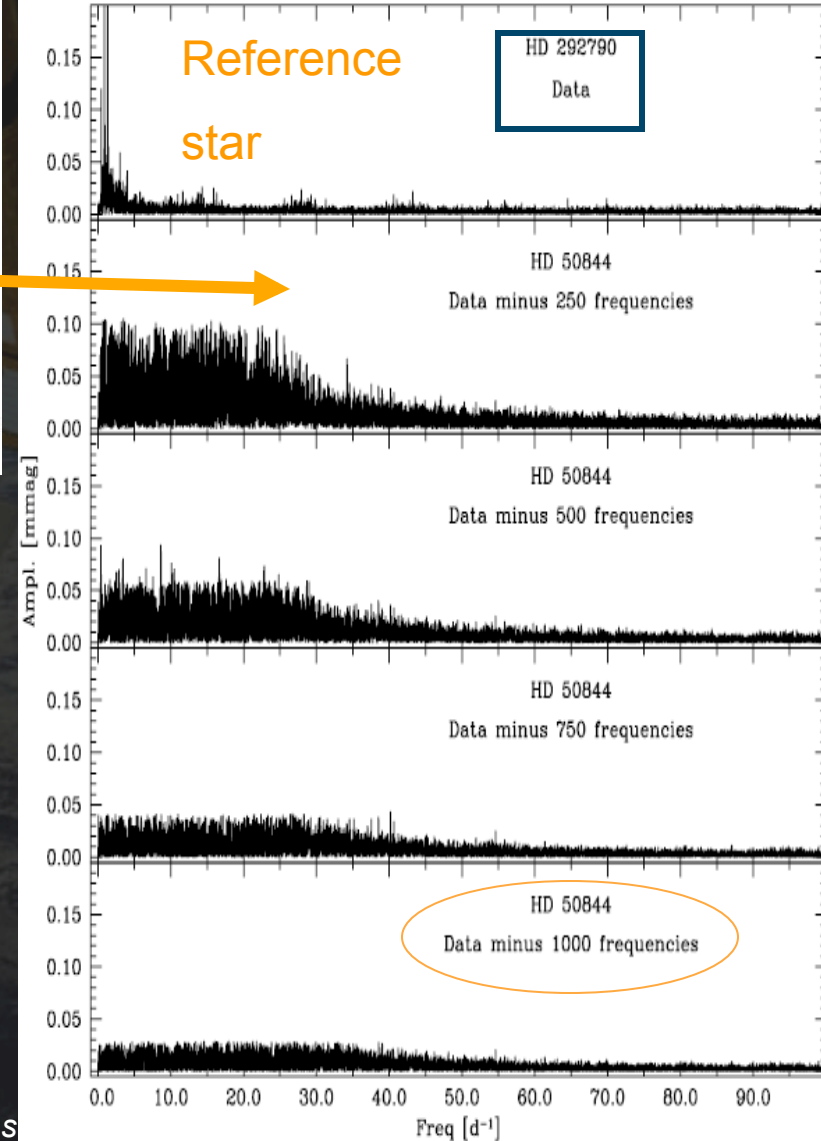 Reference
star
HD 292790
Data
0.15
0.10
0.05
0.00
HD 50844
Data minus 250 frequencies
0.15
0.10
0.05
0.00
HD 50844
Data minus 500 frequencies
0.15
0.10
0.05
0.00
HD 50844
Data minus 750 frequencies
0.15
0.10
0.05
0.00
HD 50844
Data minus 1000 frequencies
0.15
0.10
0.05
0.00
Ampl. [mmag]
0.0 10.0 20.0 30.0 40.0 50.0 60.0 70.0 80.0 90.0
Freq [d⁻¹]
s